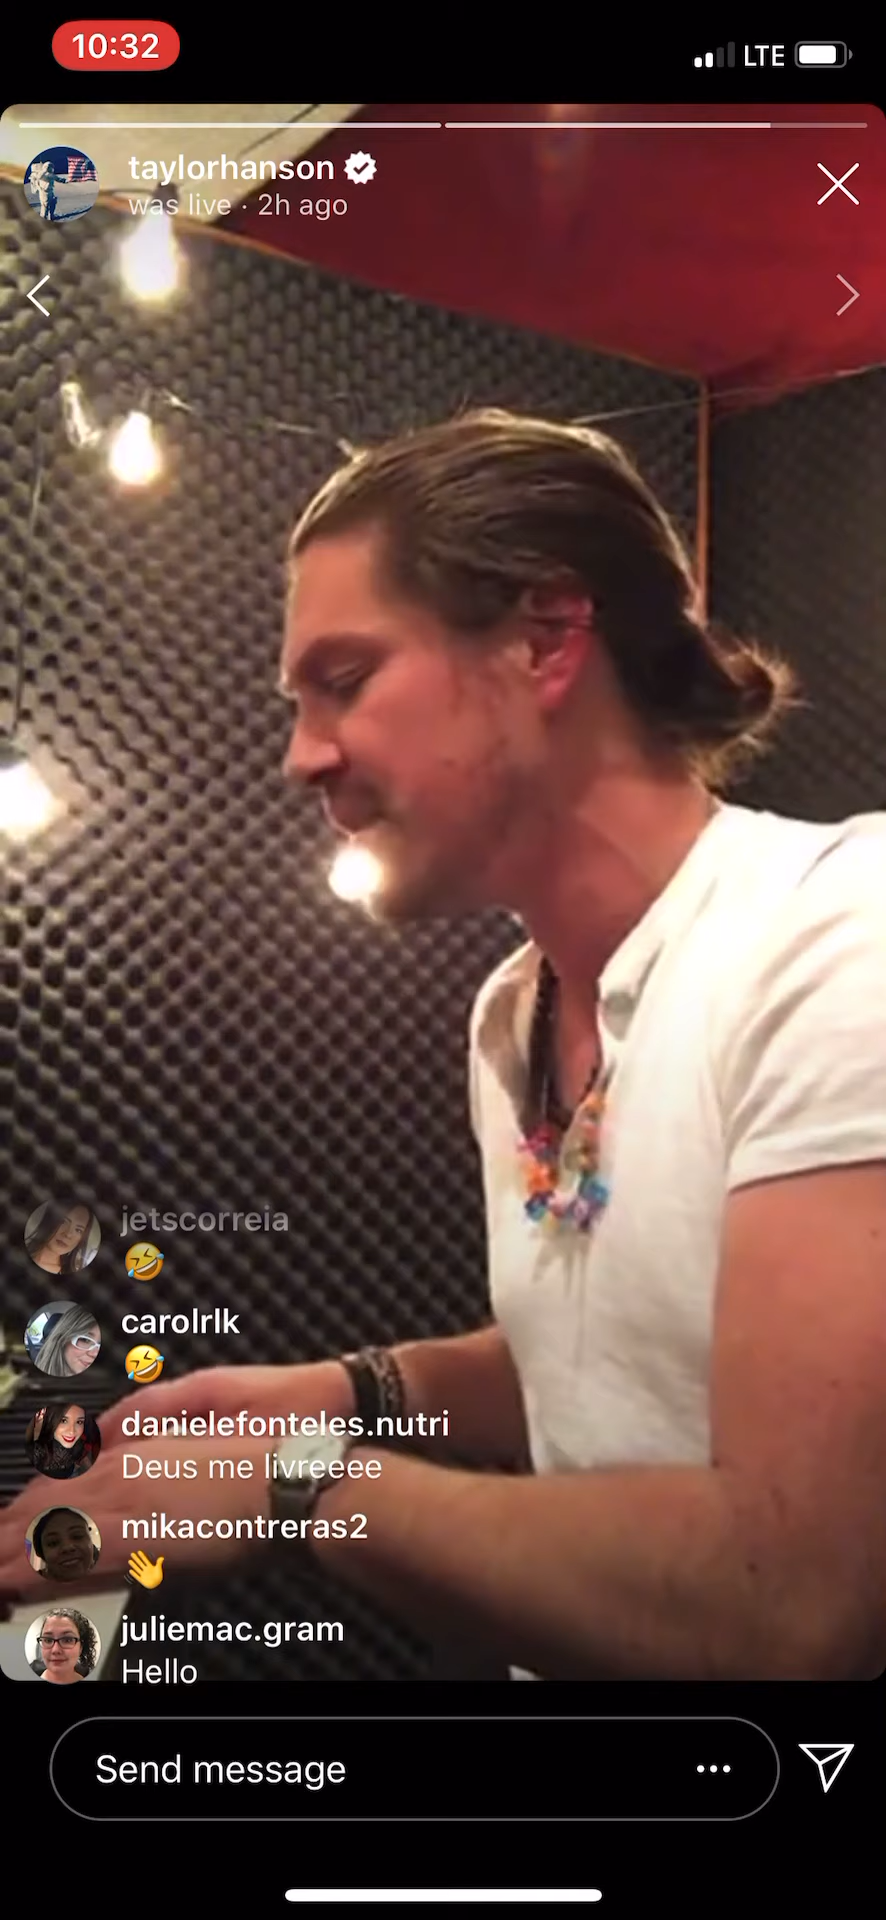 10:32
LTE
taylorhanson
was live · 2h ago
jetscorreia
🤣
carolrlk
🤣
danielefonteles.nutri
Deus me livreeee
mikacontreras2
👋
juliemac.gram
Hello
Send message